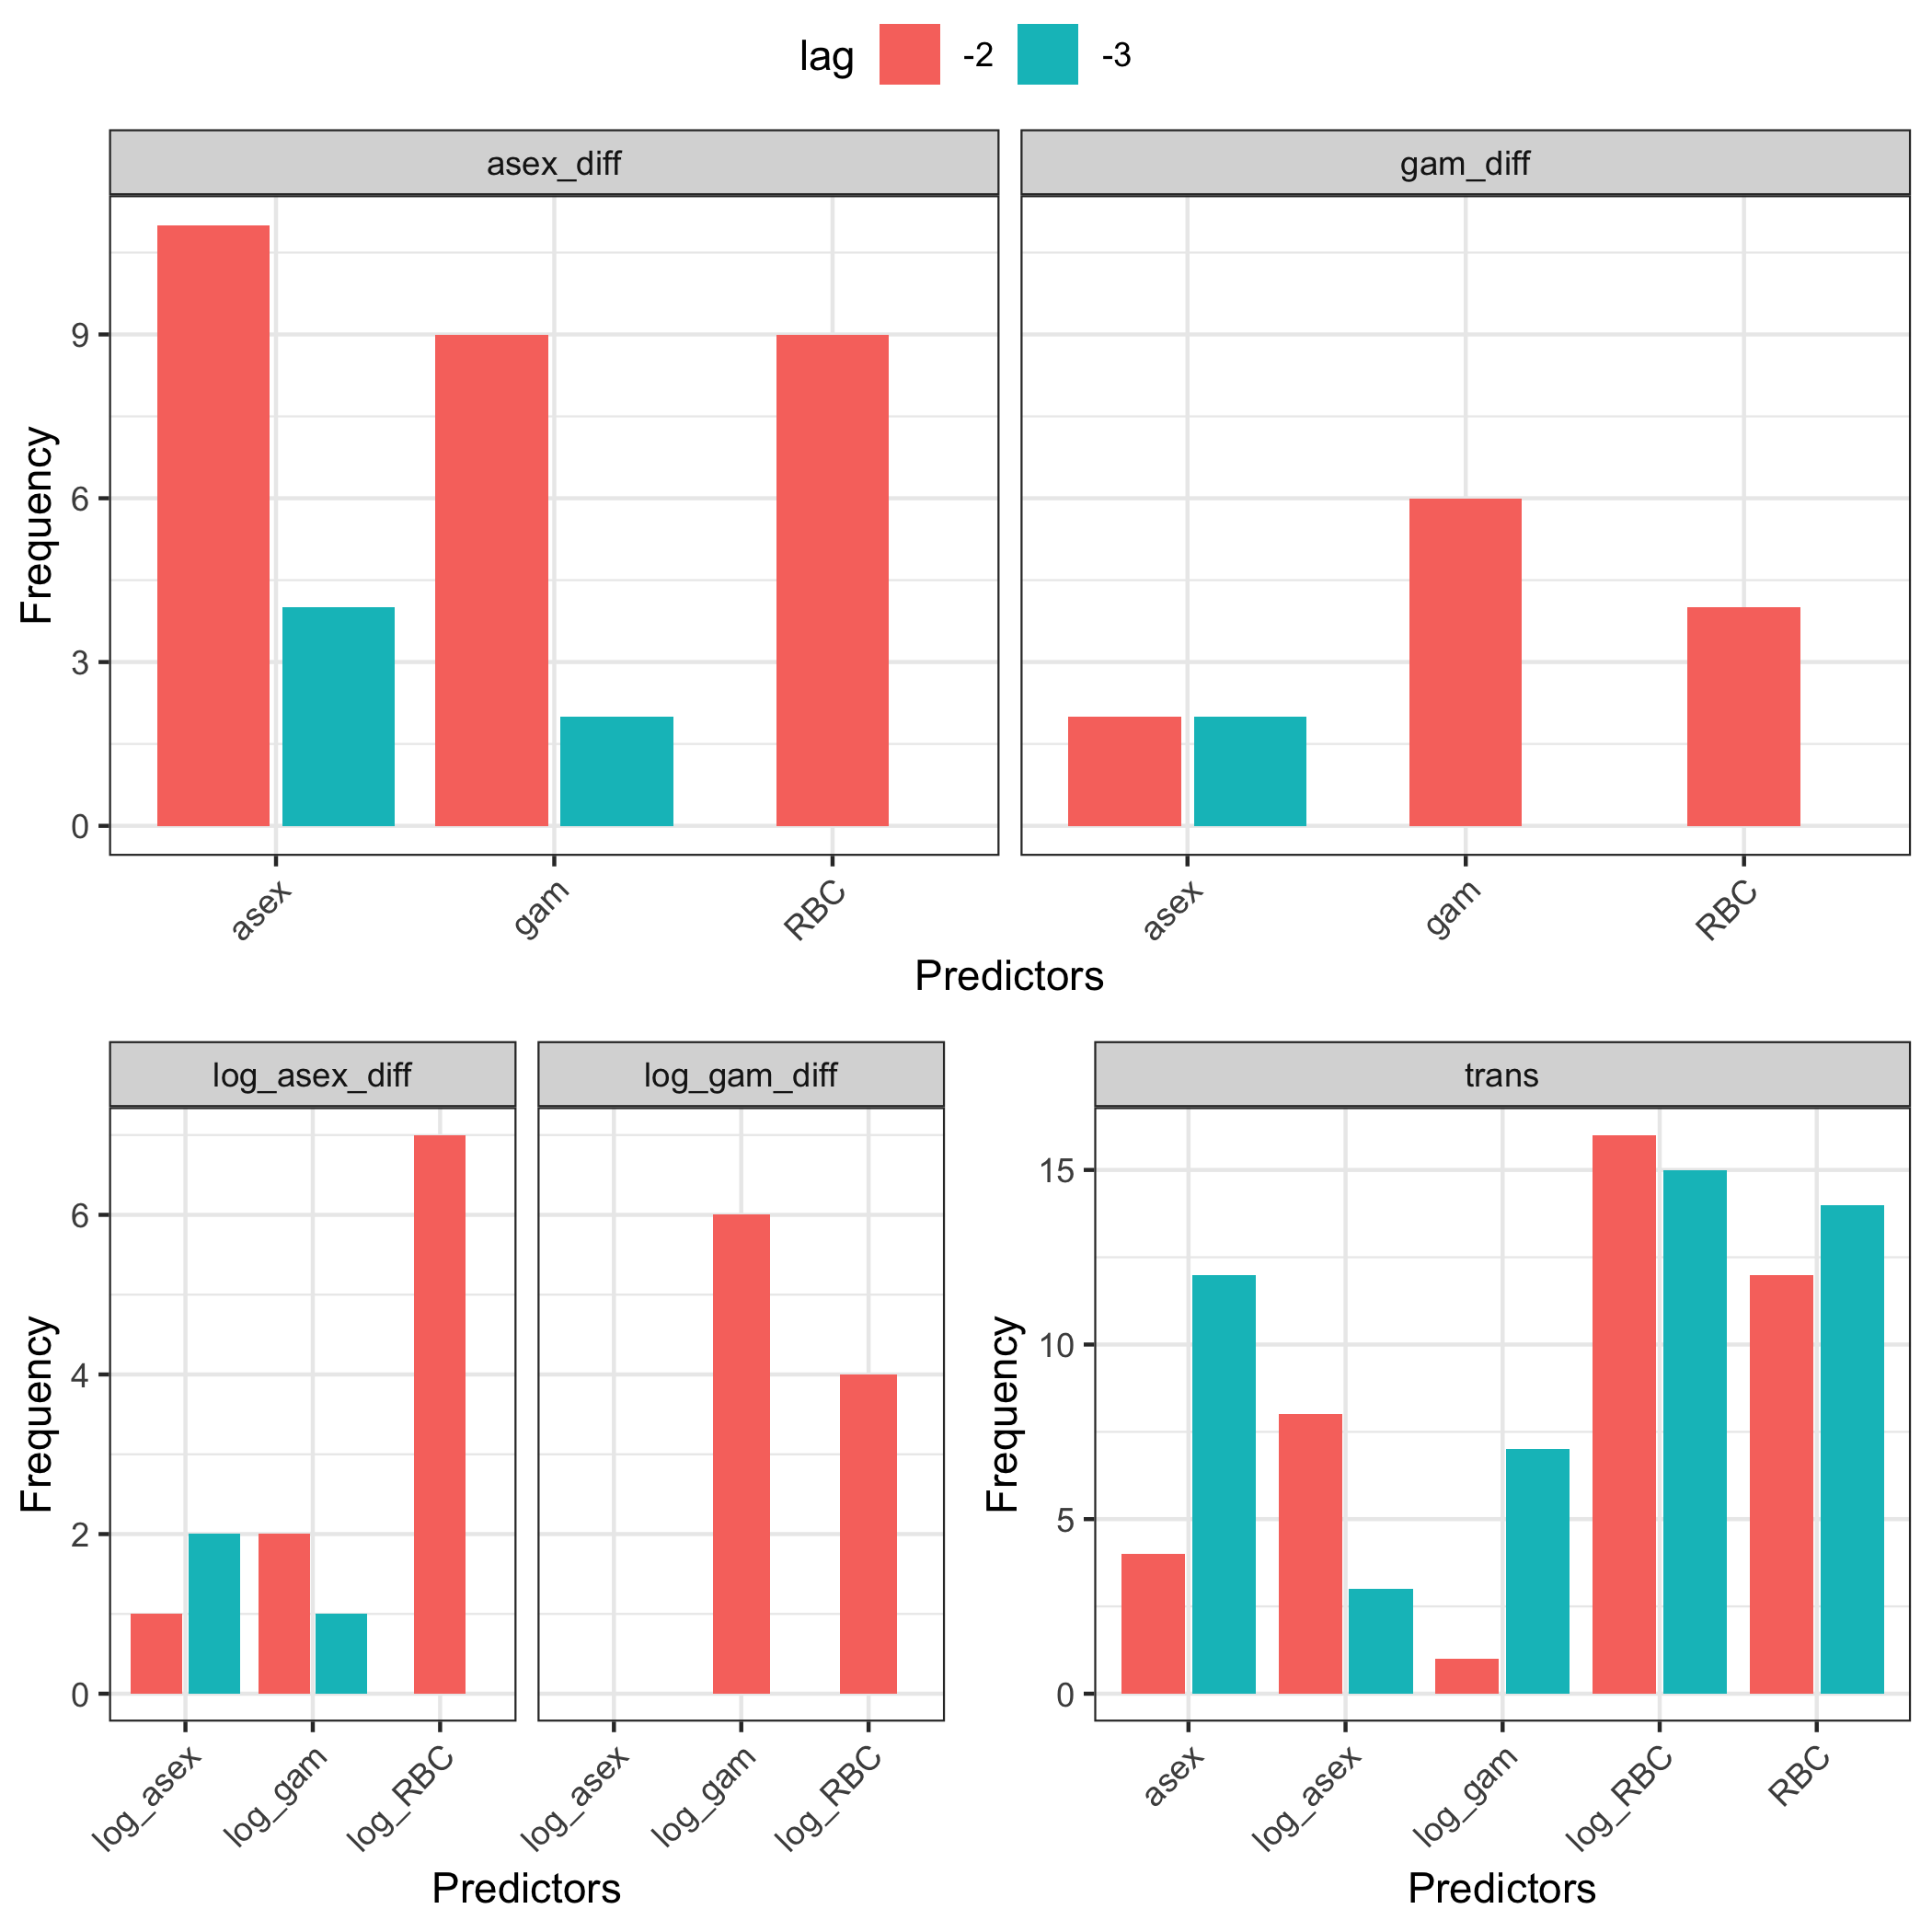 lag -2 -3
asex_diff gam_diff
Frequency
9
6
3
0
asex gam RBC asex gam RBC
Predictors
log_asex_diff log_gam_diff
Frequency
6
4
2
0
log_asex log_gam log_RBC log_asex log_gam log_RBC
Predictors
trans
Frequency
15
10
5
0
asex log_asex log_gam log_RBC RBC
Predictors